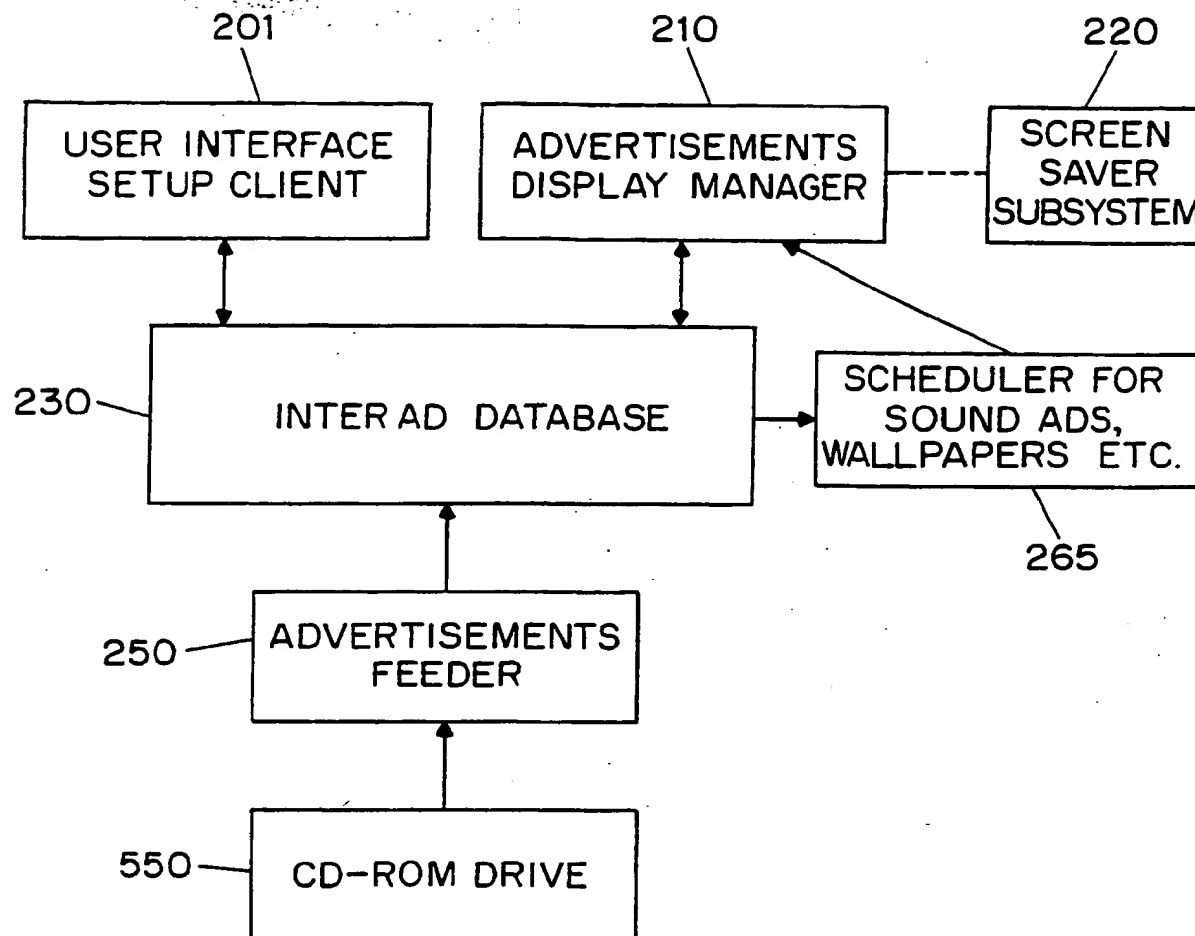 201
210
220
USER INTERFACE
SETUP CLIENT
ADVERTISEMENTS
DISPLAY MANAGER
SCREEN
SAVER
SUBSYSTEM
230
INTER AD DATABASE
SCHEDULER FOR
SOUND ADS,
WALLPAPERS ETC.
265
250
ADVERTISEMENTS
FEEDER
550
CD-ROM DRIVE